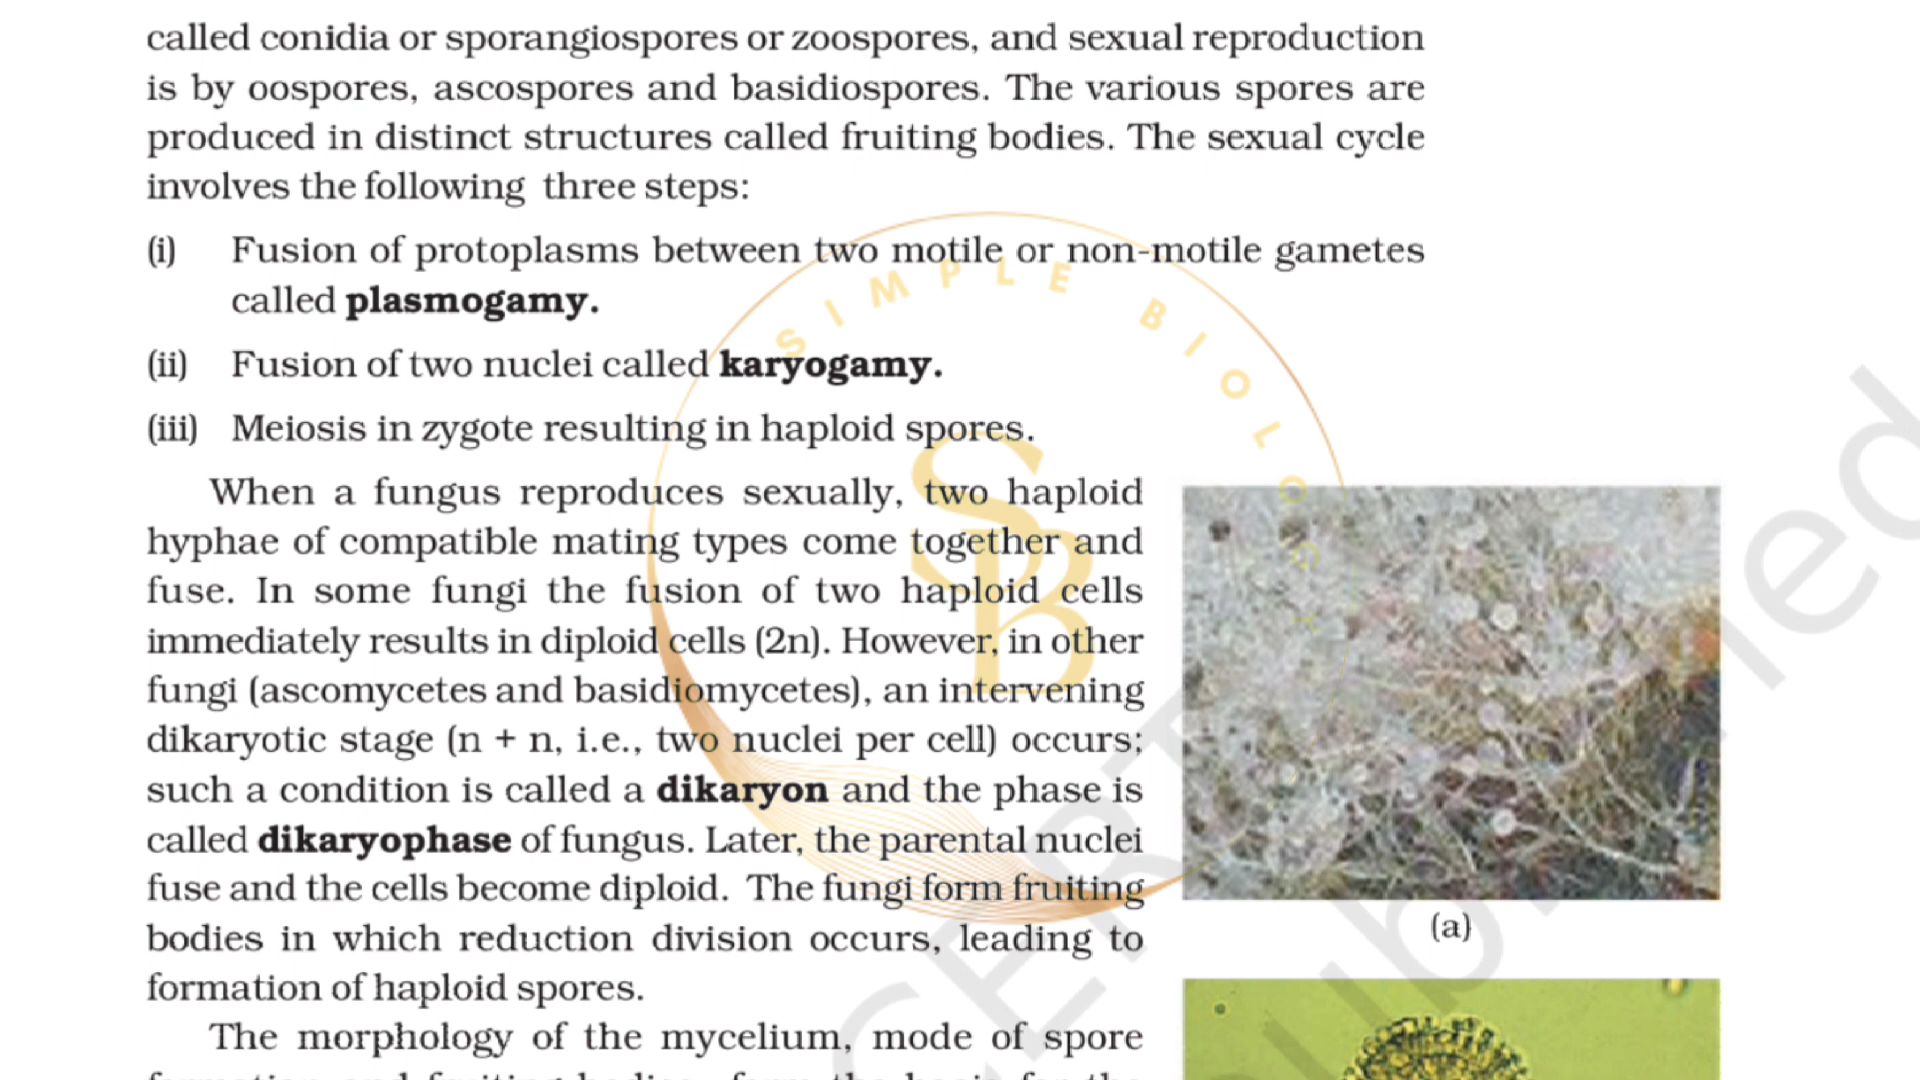 called conidia or sporangiospores or zoospores, and sexual reproduction
is by oospores, ascospores and basidiospores. The various spores are
produced in distinct structures called fruiting bodies. The sexual cycle
involves the following three steps:
(i) Fusion of protoplasms between two motile or non-motile gametes
called plasmogamy.
(ii) Fusion of two nuclei called karyogamy.
(iii) Meiosis in zygote resulting in haploid spores.
When a fungus reproduces sexually, two haploid
hyphae of compatible mating types come together and
fuse. In some fungi the fusion of two haploid cells
immediately results in diploid cells (2n). However, in other
fungi (ascomycetes and basidiomycetes), an intervening
dikaryotic stage (n + n, i.e., two nuclei per cell) occurs;
such a condition is called a dikaryon and the phase is
called dikaryophase of fungus. Later, the parental nuclei
fuse and the cells become diploid. The fungi form fruiting
bodies in which reduction division occurs, leading to
formation of haploid spores.
The morphology of the mycelium, mode of spore
(a)
SIMPLE BIOLOGY
SB